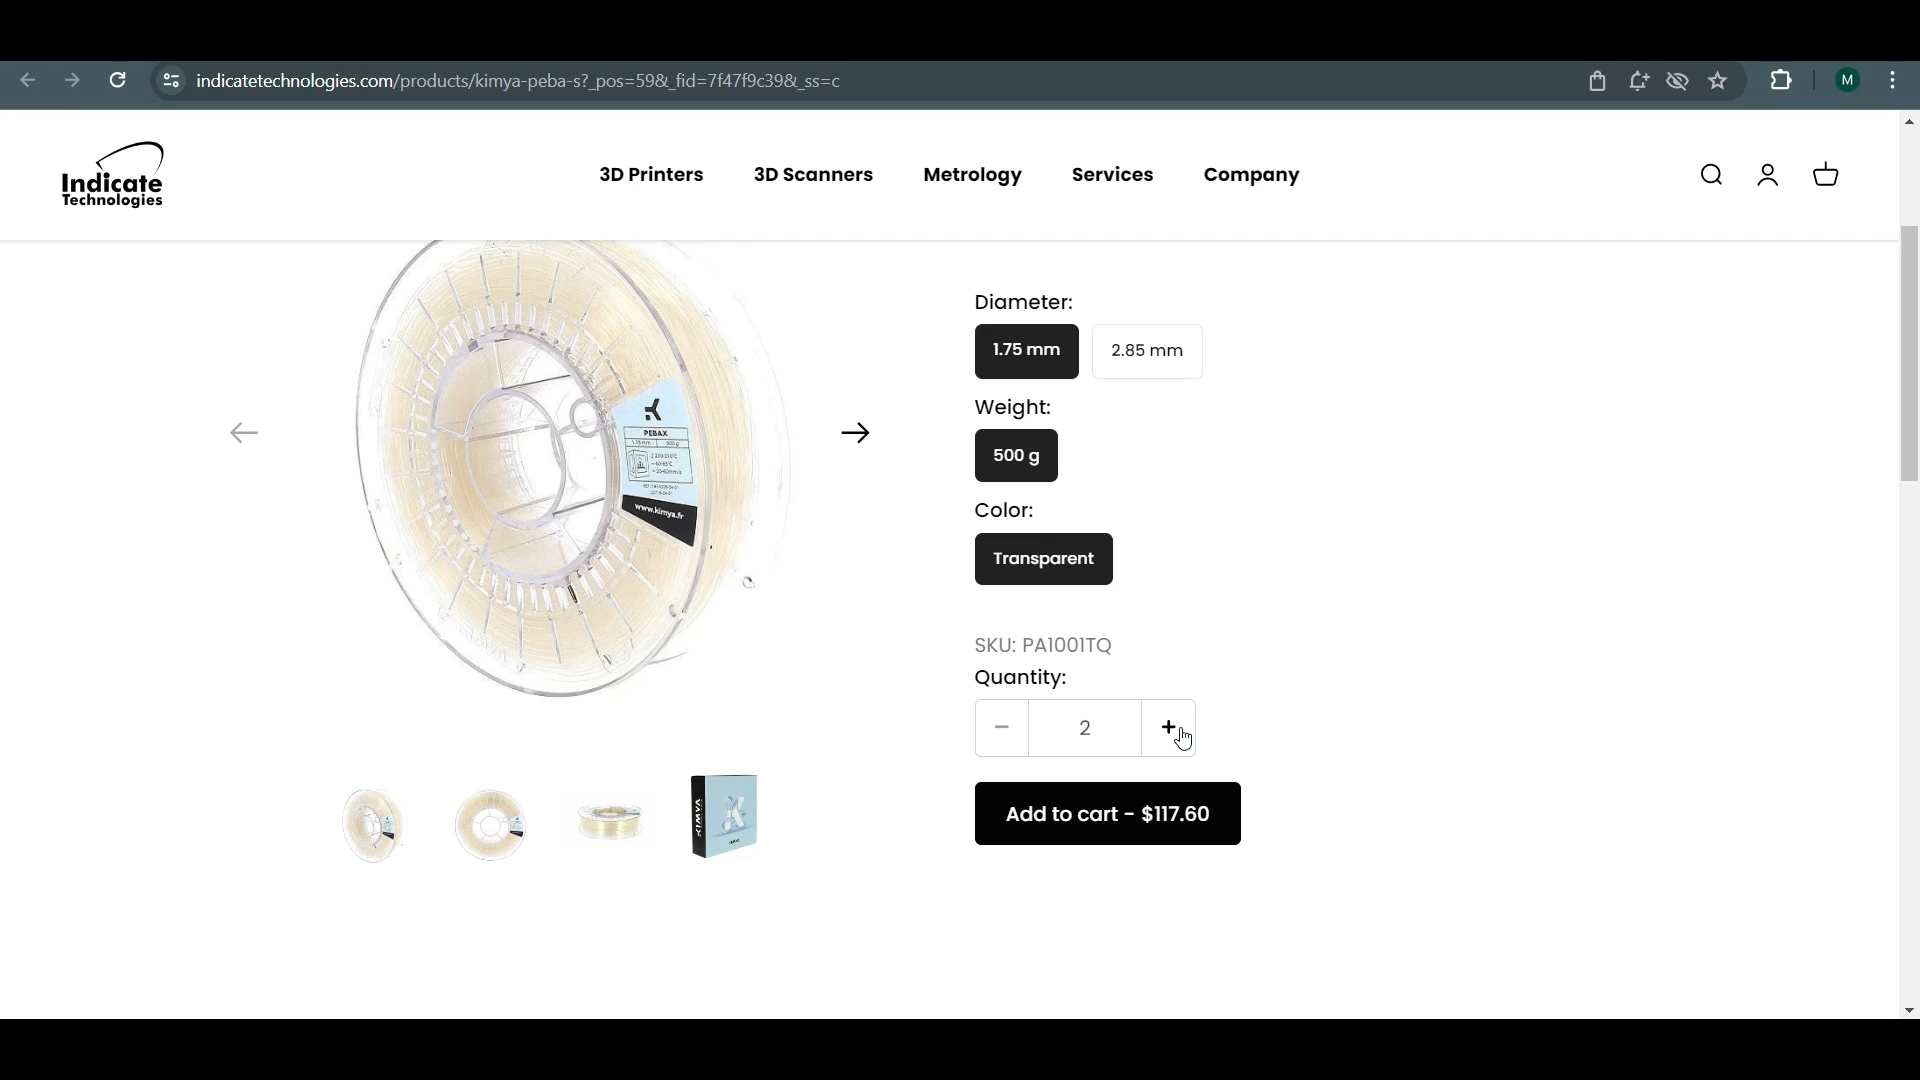 indicatetechnologies.com/products/kimya-peba-s?_pos=59&_fid=7f47f9c39&_ss=c
M
Indicate
Technologies
3D Printers
3D Scanners
Metrology
Services
Company
Diameter:
1.75 mm
2.85 mm
Weight:
500 g
Color:
Transparent
SKU: PA1001TQ
Quantity:
2
Add to cart - $117.60
PEBAX
www.kimya.fr
KIMYA